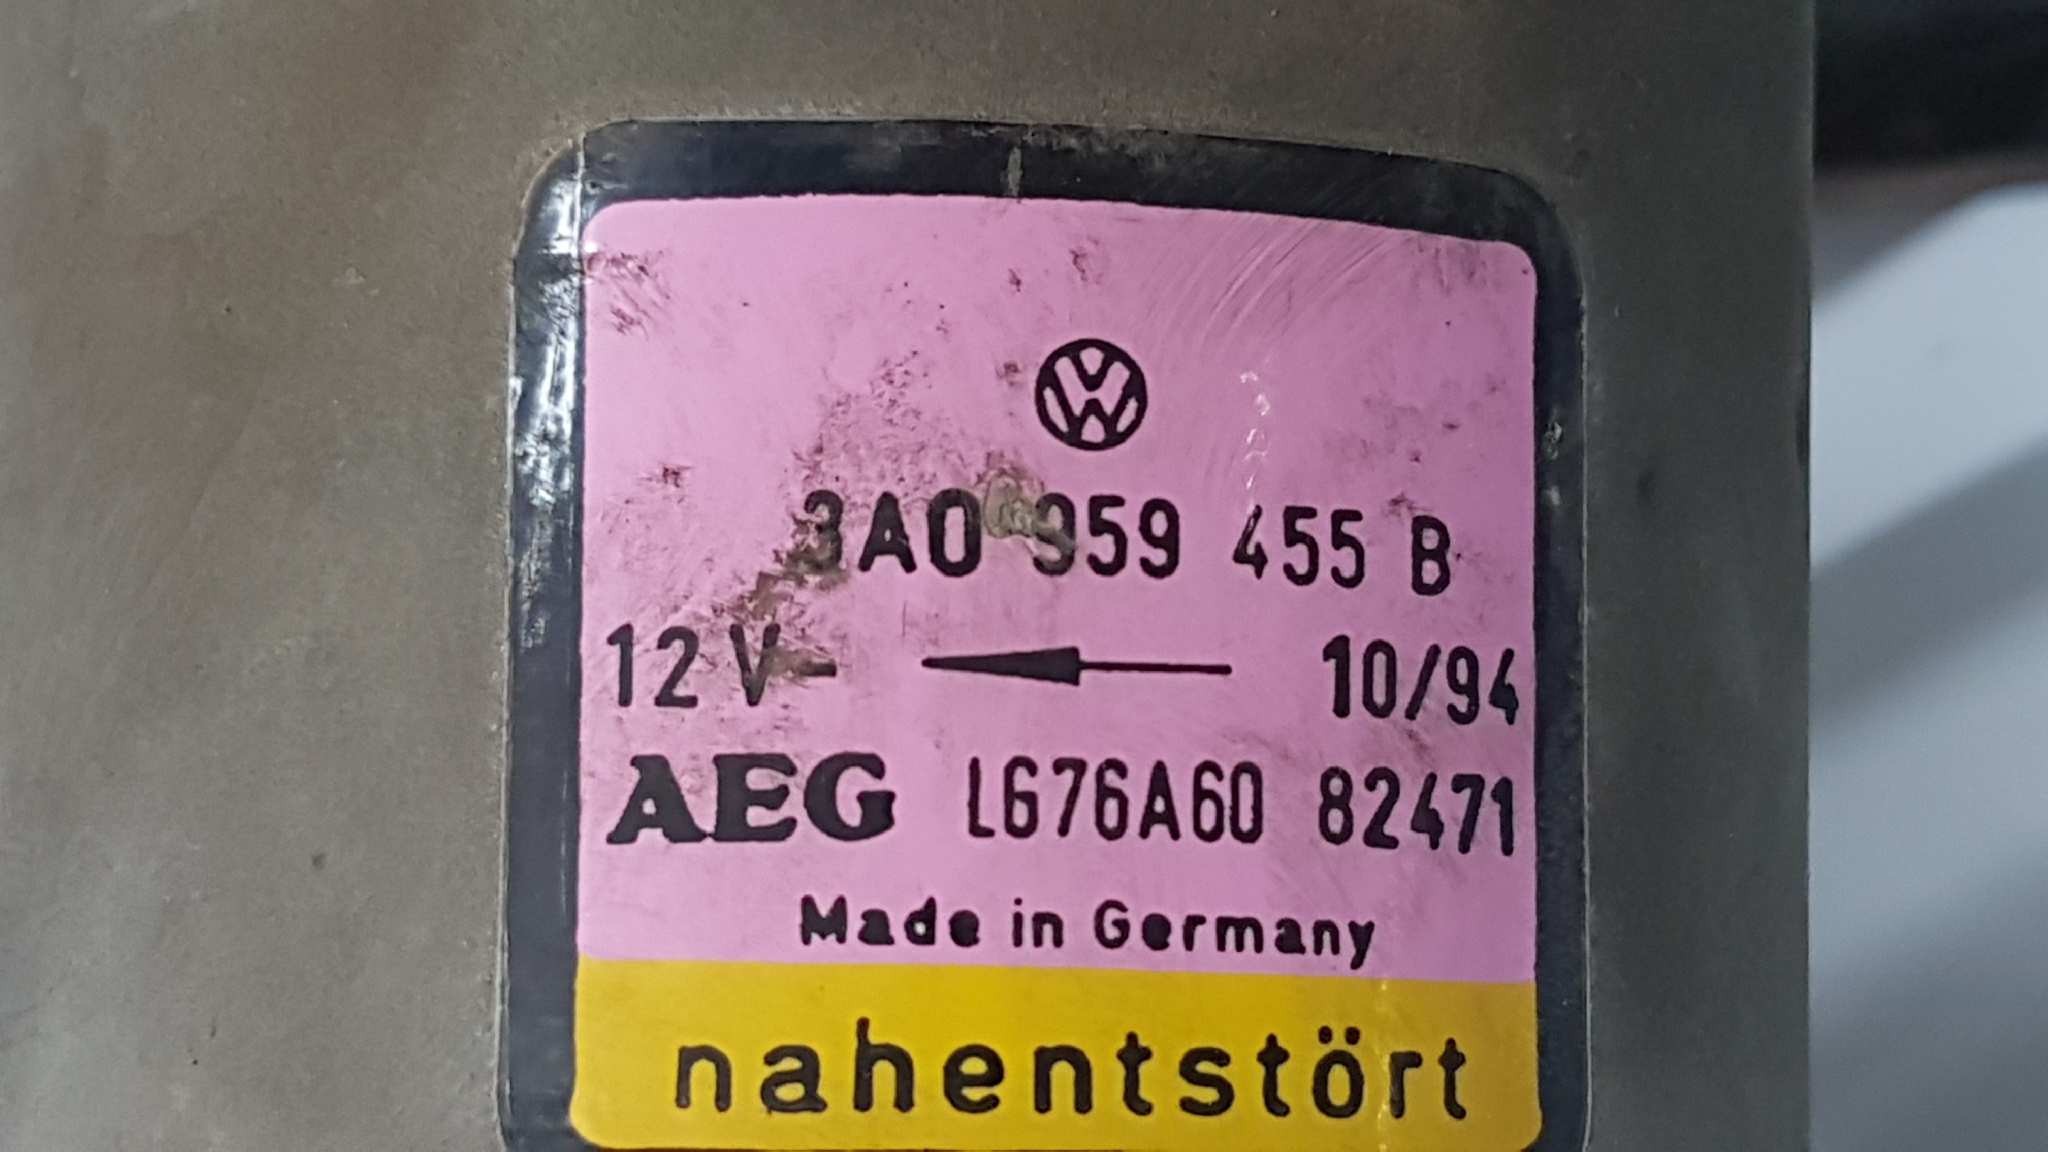 3A0 959 455 B
12 V- 10/94
AEG L676A60 82471
Made in Germany
nahentstört